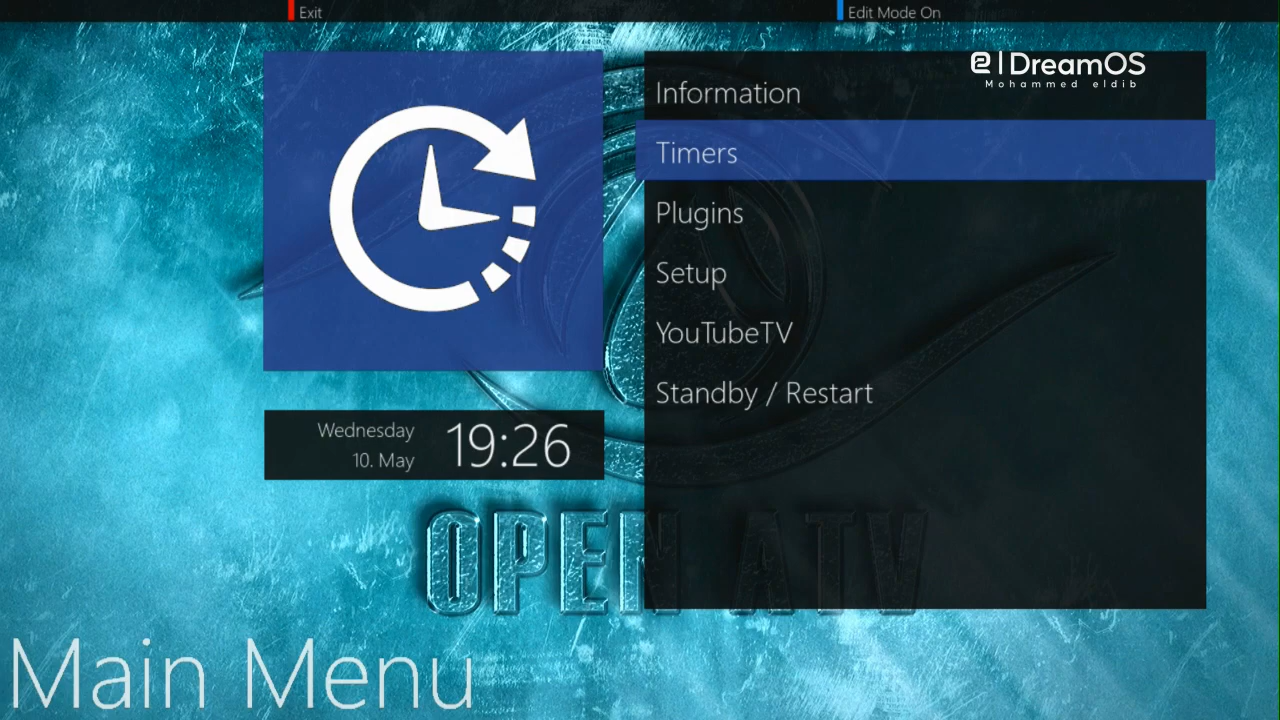 Exit
Edit Mode On
DreamOS
Mohammed eldib
Information
Timers
Plugins
Setup
YouTubeTV
Standby / Restart
Wednesday
10. May
19:26
OPEN ATV
Main Menu